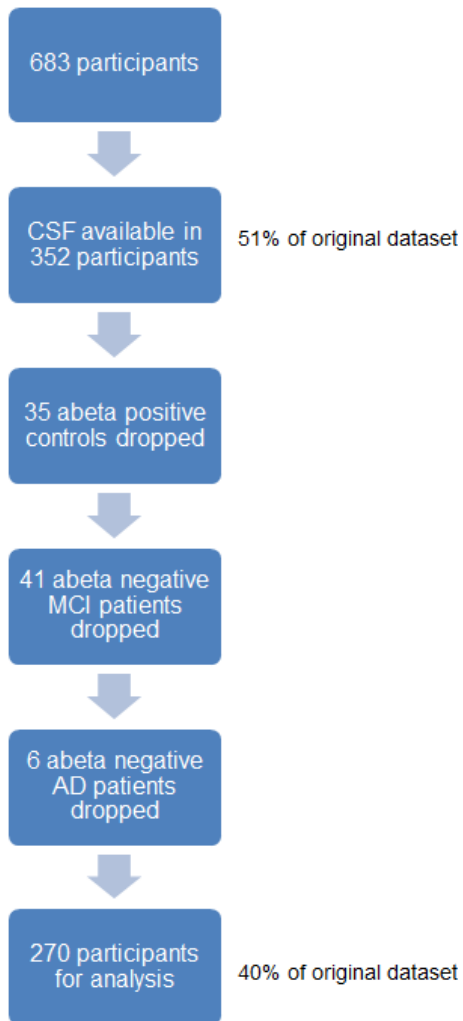 683 participants
CSF available in
352 participants
51% of original dataset
35 abeta positive
controls dropped
41 abeta negative
MCI patients
dropped
6 abeta negative
AD patients
dropped
270 participants
for analysis
40% of original dataset